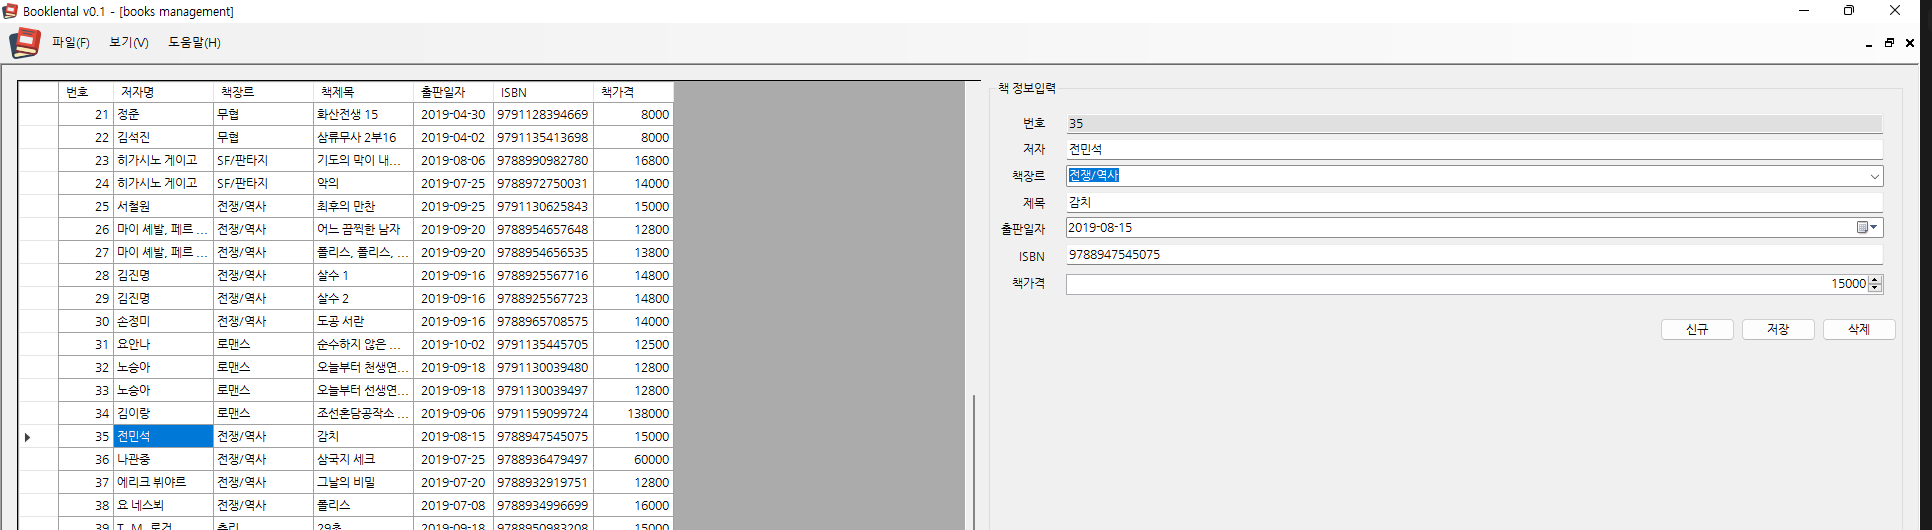 Booklental v0.1 - [books management]
파일(F) 보기(V) 도움말(H)
번호 저자명 책장르 책제목 출판일자 ISBN 책가격
21 정준 무협 화산전생 15 2019-04-30 9791128394669 8000
22 김석진 무협 삼류무사 2부16 2019-04-02 9791135413698 8000
23 히가시노 게이고 SF/판타지 기도의 막이 내... 2019-08-06 9788990982780 16800
24 히가시노 게이고 SF/판타지 악의 2019-07-25 9788972750031 14000
25 서철원 전쟁/역사 최후의 만찬 2019-09-25 9791130625843 15000
26 마이 셰발, 페르 ... 전쟁/역사 어느 끔찍한 남자 2019-09-20 9788954657648 12800
27 마이 셰발, 페르 ... 전쟁/역사 폴리스, 폴리스, ... 2019-09-20 9788954656535 13800
28 김진명 전쟁/역사 살수 1 2019-09-16 9788925567716 14800
29 김진명 전쟁/역사 살수 2 2019-09-16 9788925567723 14800
30 손정미 전쟁/역사 도공 서란 2019-09-16 9788965708575 14000
31 요안나 로맨스 순수하지 않은 ... 2019-10-02 9791135445705 12500
32 노승아 로맨스 오늘부터 천생연... 2019-09-18 9791130039480 12800
33 노승아 로맨스 오늘부터 선생연... 2019-09-18 9791130039497 12800
34 김이랑 로맨스 조선혼담공작소 ... 2019-09-06 9791159099724 138000
35 전민석 전쟁/역사 감치 2019-08-15 9788947545075 15000
36 나관중 전쟁/역사 삼국지 세크 2019-07-25 9788936479497 60000
37 에리크 뷔야르 전쟁/역사 그날의 비밀 2019-07-20 9788932919751 12800
38 요 네스뵈 전쟁/역사 폴리스 2019-07-08 9788934996699 16000
39 T. M. 로건 추리 29초 2019-09-18 9788950983208 15000
책 정보입력
번호 35
저자 전민석
책장르 전쟁/역사
제목 감치
출판일자 2019-08-15
ISBN 9788947545075
책가격 15000
신규 저장 삭제